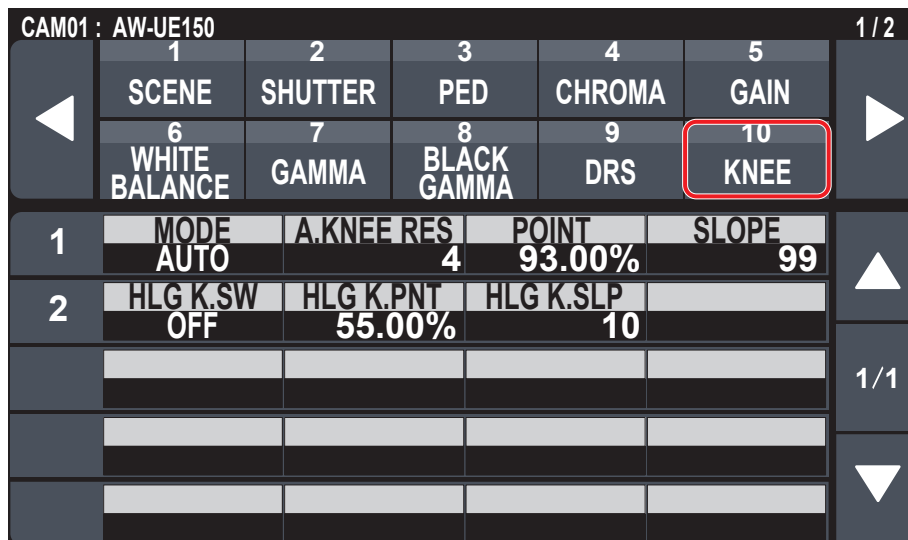 CAM01 : AW-UE150 1 / 2
1 2 3 4 5
SCENE SHUTTER PED CHROMA GAIN
6 7 8 9 10
WHITE BALANCE GAMMA BLACK GAMMA DRS KNEE
1 MODE A.KNEE RES POINT SLOPE
AUTO 4 93.00% 99
2 HLG K.SW HLG K.PNT HLG K.SLP
OFF 55.00% 10
1/1